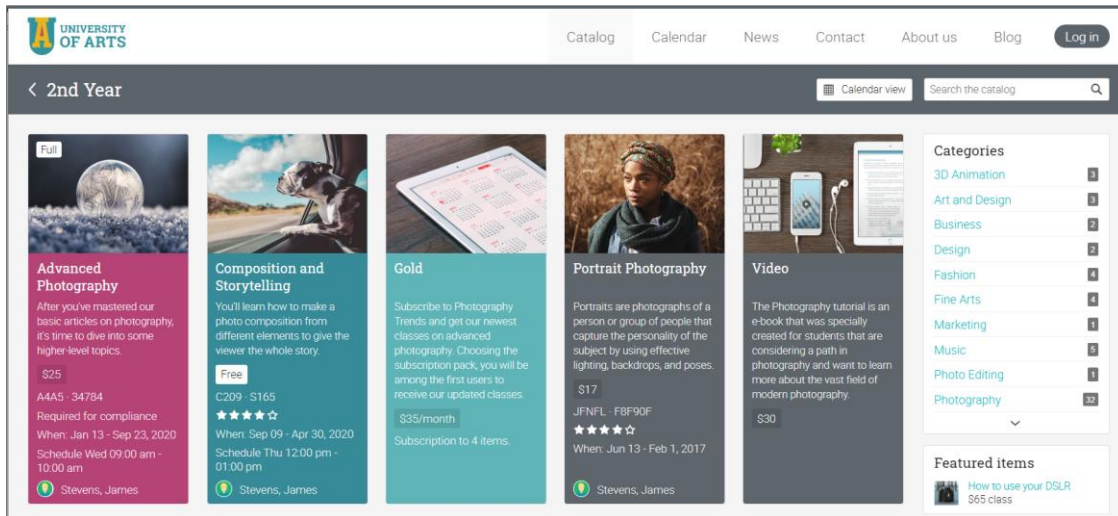 UNIVERSITY
OF ARTS
Catalog
Calendar
News
Contact
About us
Blog
Log in
2nd Year
Calendar view
Search the catalog
Full
Advanced
Photography
After you've mastered our
basic articles on photography,
it's time to dive into some
higher-level topics.
$25
A4A5 · 34784
Required for compliance
When: Jan 13 - Sep 23, 2020
Schedule Wed 09:00 am -
10:00 am
Stevens, James
Composition and
Storytelling
You'll learn how to make a
photo composition from
different elements to give the
viewer the whole story.
Free
C209 · S165
When: Sep 09 - Apr 30, 2020
Schedule Thu 12:00 pm -
01:00 pm
Stevens, James
Gold
Subscribe to Photography
Trends and get our newest
classes on advanced
photography. Choosing the
subscription pack, you will be
among the first users to
receive our updated classes.
$35/month
Subscription to 4 items.
Portrait Photography
Portraits are photographs of a
person or group of people that
capture the personality of the
subject by using effective
lighting, backdrops, and poses.
$17
JFNFL · F8F90F
When: Jun 13 - Feb 1, 2017
Stevens, James
Video
The Photography tutorial is an
e-book that was specially
created for students that are
considering a path in
photography and want to learn
more about the vast field of
modern photography.
$30
Categories
3D Animation 3
Art and Design 3
Business 2
Design 2
Fashion 4
Fine Arts 4
Marketing 1
Music 5
Photo Editing 1
Photography 32
Featured items
How to use your DSLR
$65 class